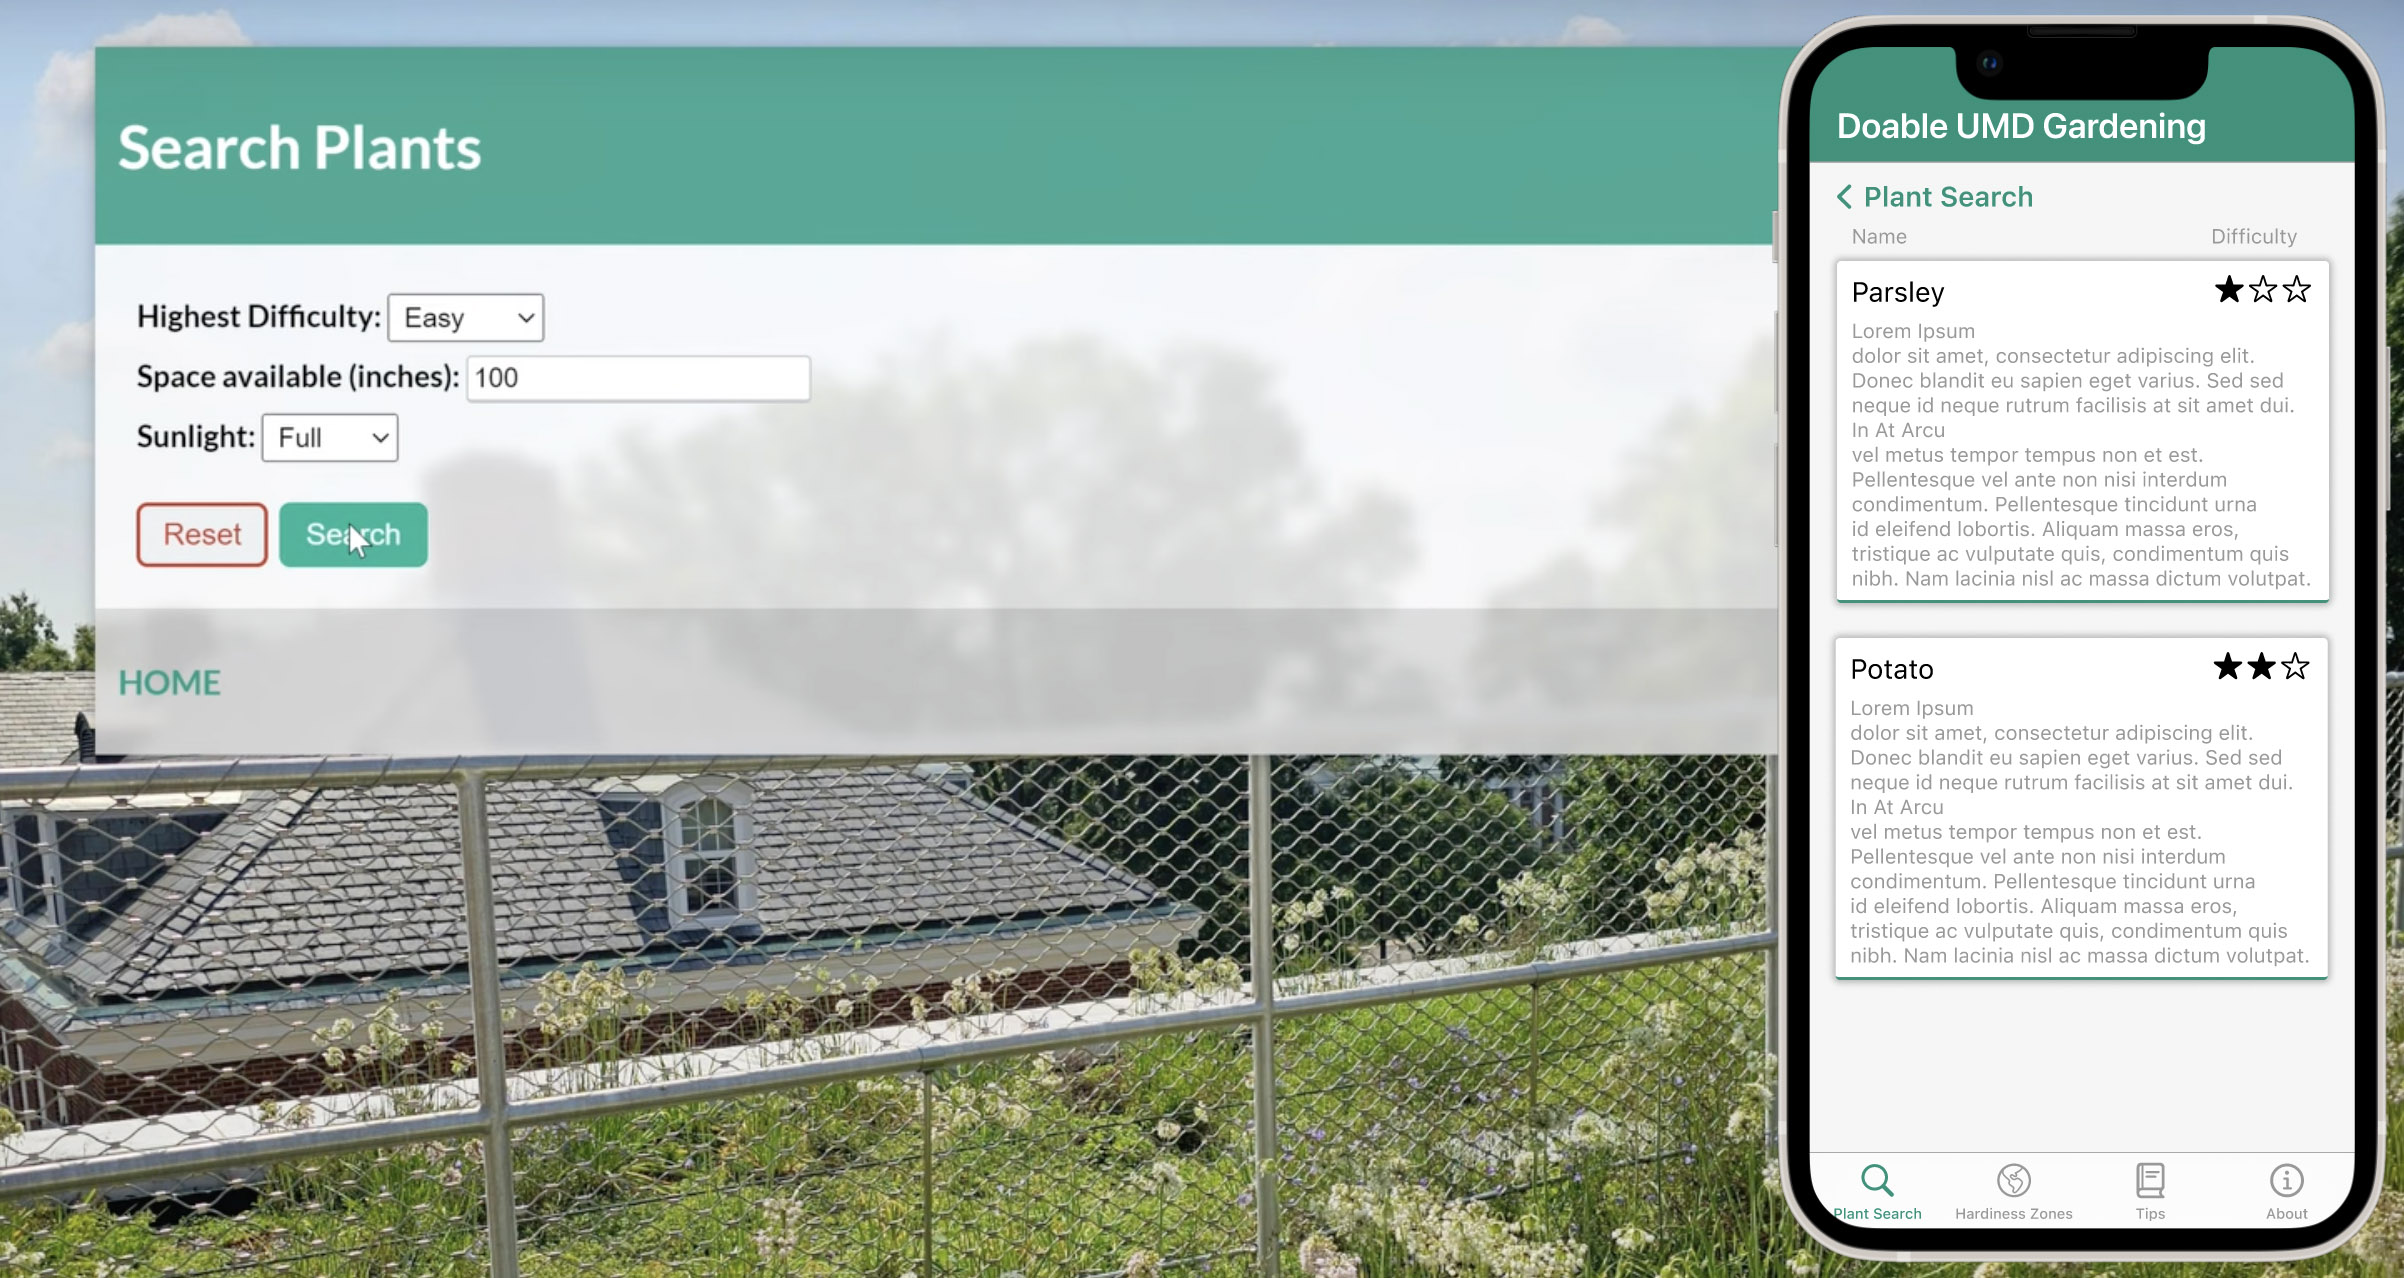 Search Plants
Highest Difficulty: Easy
Space available (inches): 100
Sunlight: Full
Reset Search
HOME
Doable UMD Gardening
Plant Search
Name Difficulty
Parsley
Lorem Ipsum
dolor sit amet, consectetur adipiscing elit.
Donec blandit eu sapien eget varius. Sed sed
neque id neque rutrum facilisis at sit amet dui.
In At Arcu
vel metus tempor tempus non et est.
Pellentesque vel ante non nisi interdum
condimentum. Pellentesque tincidunt urna
id eleifend lobortis. Aliquam massa eros,
tristique ac vulputate quis, condimentum quis
nibh. Nam lacinia nisl ac massa dictum volutpat.
Potato
Lorem Ipsum
dolor sit amet, consectetur adipiscing elit.
Donec blandit eu sapien eget varius. Sed sed
neque id neque rutrum facilisis at sit amet dui.
In At Arcu
vel metus tempor tempus non et est.
Pellentesque vel ante non nisi interdum
condimentum. Pellentesque tincidunt urna
id eleifend lobortis. Aliquam massa eros,
tristique ac vulputate quis, condimentum quis
nibh. Nam lacinia nisl ac massa dictum volutpat.
Plant Search Hardiness Zones Tips About